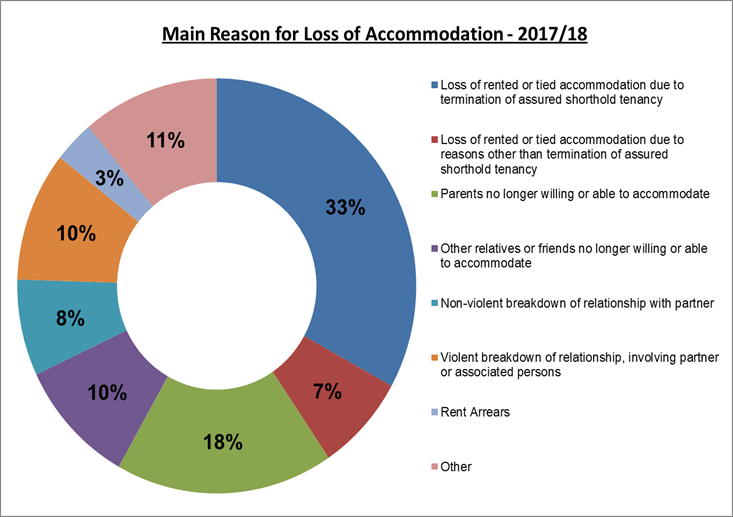 Main Reason for Loss of Accommodation - 2017/18
11%
3%
10%
8%
10%
18%
7%
33%
Loss of rented or tied accommodation due to
termination of assured shorthold tenancy
Loss of rented or tied accommodation due to
reasons other than termination of assured
shorthold tenancy
Parents no longer willing or able to accommodate
Other relatives or friends no longer willing or able
to accommodate
Non-violent breakdown of relationship with partner
Violent breakdown of relationship, involving partner
or associated persons
Rent Arrears
Other